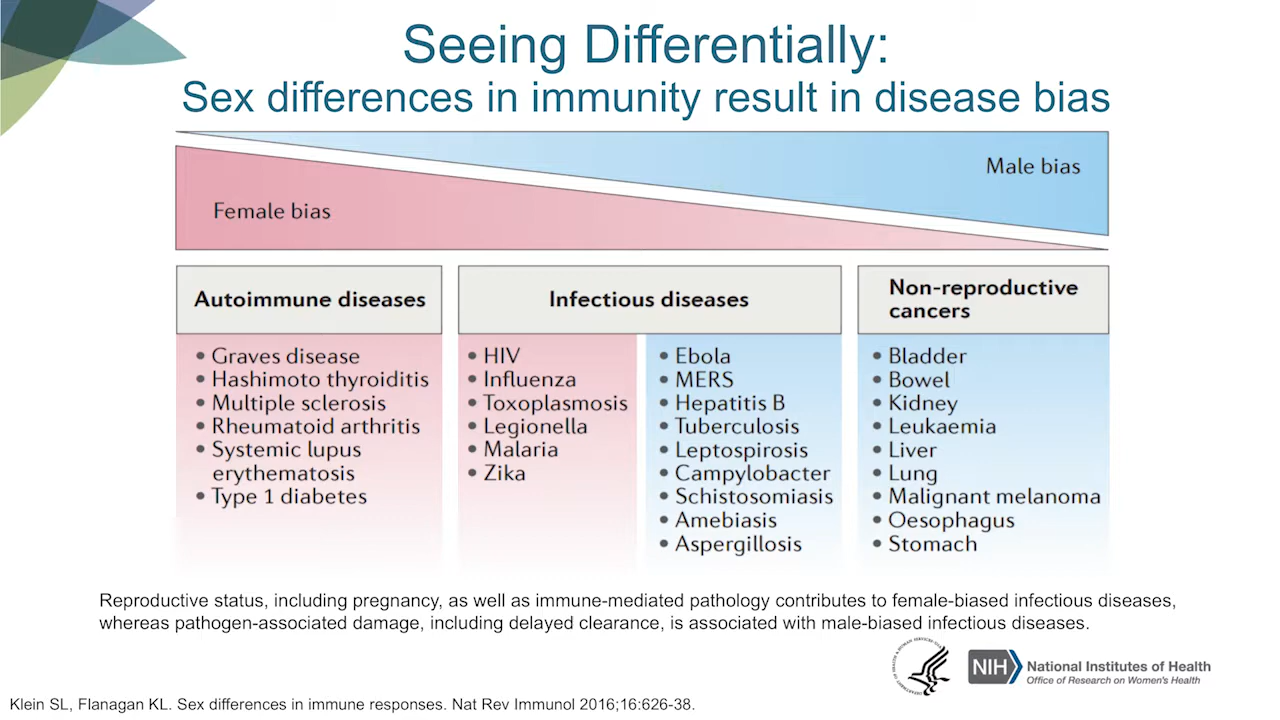 Seeing Differentially:
Sex differences in immunity result in disease bias
Male bias
Female bias
Autoimmune diseases
• Graves disease
• Hashimoto thyroiditis
• Multiple sclerosis
• Rheumatoid arthritis
• Systemic lupus
erythematosis
• Type 1 diabetes
Infectious diseases
• HIV
• Influenza
• Toxoplasmosis
• Legionella
• Malaria
• Zika
• Ebola
• MERS
• Hepatitis B
• Tuberculosis
• Leptospirosis
• Campylobacter
• Schistosomiasis
• Amebiasis
• Aspergillosis
Non-reproductive
cancers
• Bladder
• Bowel
• Kidney
• Leukaemia
• Liver
• Lung
• Malignant melanoma
• Oesophagus
• Stomach
Reproductive status, including pregnancy, as well as immune-mediated pathology contributes to female-biased infectious diseases,
whereas pathogen-associated damage, including delayed clearance, is associated with male-biased infectious diseases.
NIH
National Institutes of Health
Office of Research on Women's Health
Klein SL, Flanagan KL. Sex differences in immune responses. Nat Rev Immunol 2016;16:626-38.